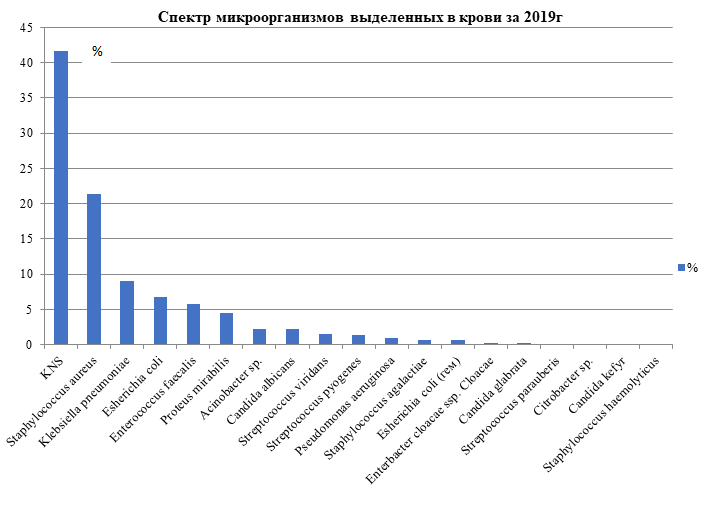 Спектр микроорганизмов выделенных в крови за 2019г
45
40
35
30
25
20
15
10
5
0
%
%
KNS
Staphylococcus aureus
Klebsiella pneumoniae
Esherichia coli
Enterococcus faecalis
Proteus mirabilis
Acinobacter sp.
Candida albicans
Streptococcus viridans
Streptococcus pyogenes
Pseudomonas aeruginosa
Staphylococcus agalactiae
Esherichia coli (гем)
Enterbacter cloacae ssp. Cloacae
Candida glabrata
Streptococcus parauberis
Citrobacter sp.
Candida kefyr
Staphylococcus haemolyticus